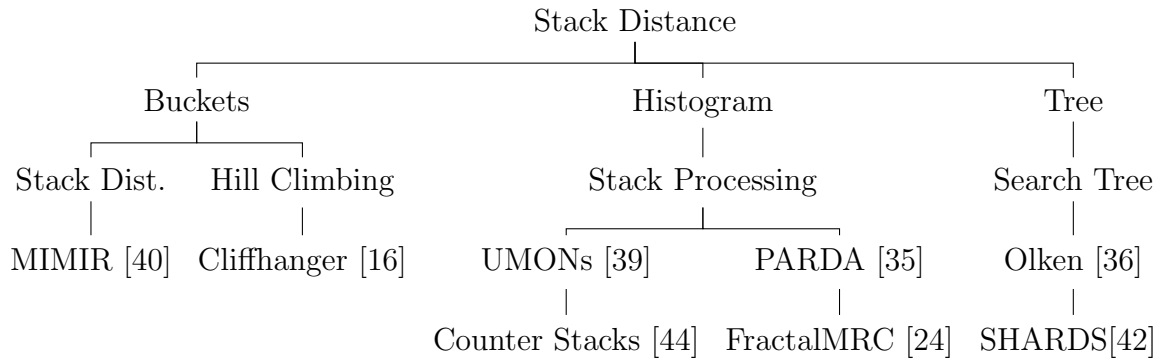 Stack Distance
Buckets Histogram Tree
Stack Dist. Hill Climbing Stack Processing Search Tree
MIMIR [40] Cliffhanger [16] UMONs [39] PARDA [35] Olken [36]
Counter Stacks [44] FractalMRC [24] SHARDS[42]